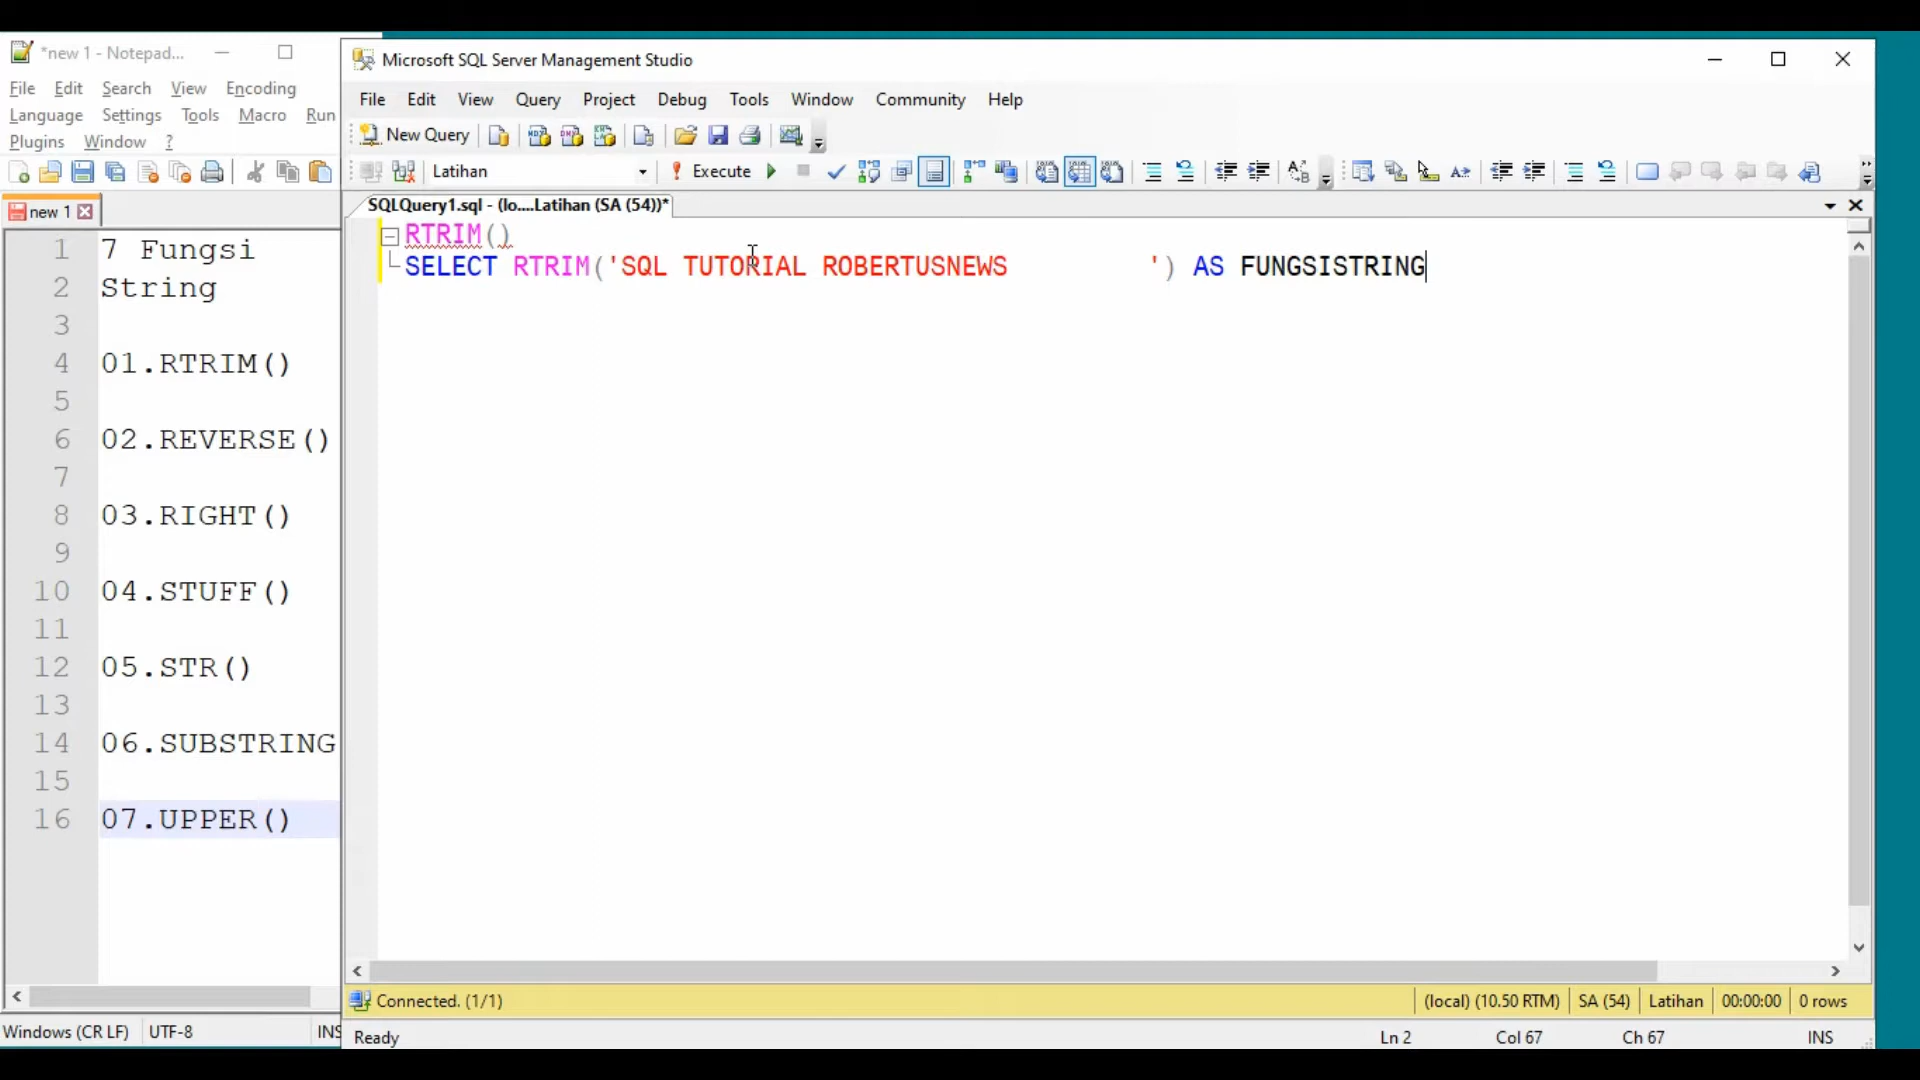 *new 1 - Notepad...
File Edit Search View Encoding
Language Settings Tools Macro Run
Plugins Window ?
new 1
1 7 Fungsi
2 String
3
4 01.RTRIM()
5
6 02.REVERSE()
7
8 03.RIGHT()
9
10 04.STUFF()
11
12 05.STR()
13
14 06.SUBSTRING
15
16 07.UPPER()
Windows (CR LF) UTF-8 INS
Microsoft SQL Server Management Studio
File Edit View Query Project Debug Tools Window Community Help
New Query
Latihan Execute
SQLQuery1.sql - (lo....Latihan (SA (54))*
RTRIM()
SELECT RTRIM('SQL TUTORIAL ROBERTUSNEWS         ') AS FUNGSISTRING
Connected. (1/1) (local) (10.50 RTM) SA (54) Latihan 00:00:00 0 rows
Ready Ln 2 Col 67 Ch 67 INS